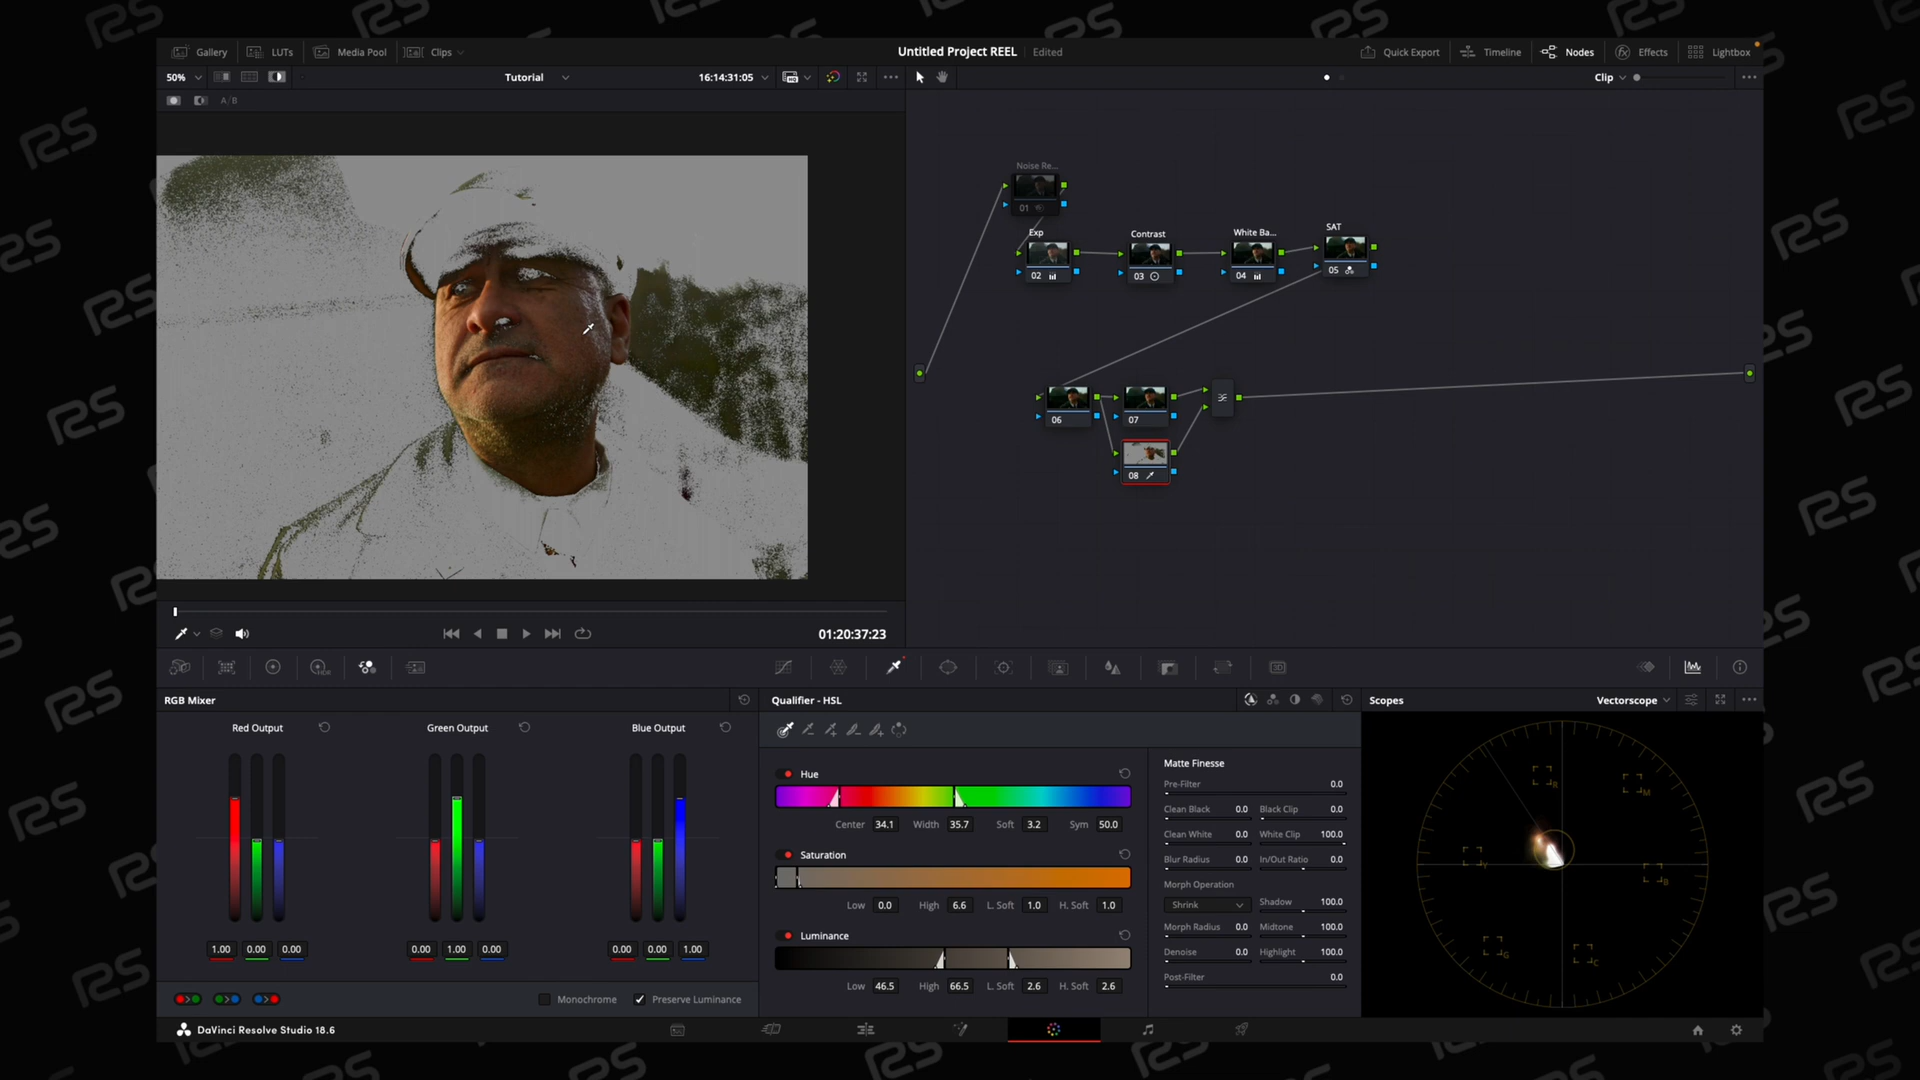 Gallery LUTs Media Pool Clips Untitled Project REEL Edited Quick Export Timeline Nodes Effects Lightbox
50% Tutorial 16:14:31:05 Clip
A/B
Noise Re...
01
Exp Contrast White Ba... SAT
02 03 04 05
06 07
08
01:20:37:23
RGB Mixer Qualifier - HSL Scopes Vectorscope
Red Output Green Output Blue Output
Hue
Center 34.1 Width 35.7 Soft 3.2 Sym 50.0
Saturation
Low 0.0 High 6.6 L. Soft 1.0 H. Soft 1.0
Luminance
Low 46.5 High 66.5 L. Soft 2.6 H. Soft 2.6
Matte Finesse
Pre-Filter 0.0
Clean Black 0.0 Black Clip 0.0
Clean White 0.0 White Clip 100.0
Blur Radius 0.0 In/Out Ratio 0.0
Morph Operation
Shrink Shadow 100.0
Morph Radius 0.0 Midtone 100.0
Denoise 0.0 Highlight 100.0
Post-Filter 0.0
R M Y B G C
1.00 0.00 0.00 0.00 1.00 0.00 0.00 0.00 1.00
Monochrome Preserve Luminance
DaVinci Resolve Studio 18.6